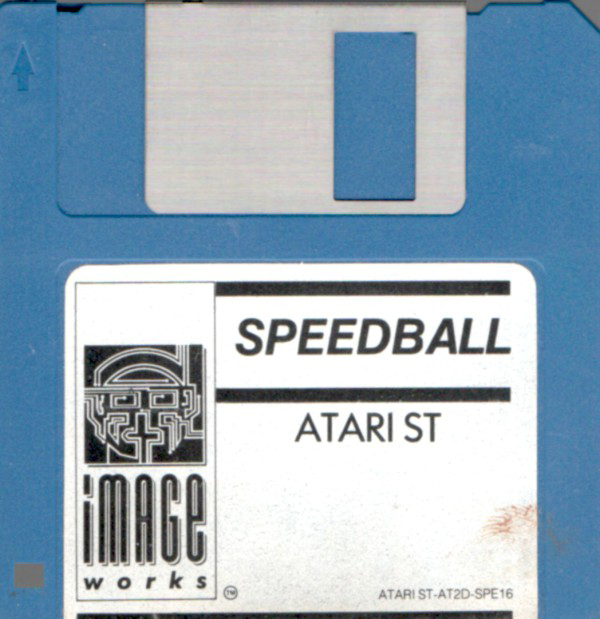 SPEEDBALL
ATARI ST
iMAGE
works
TM
ATARI ST-AT2D-SPE16